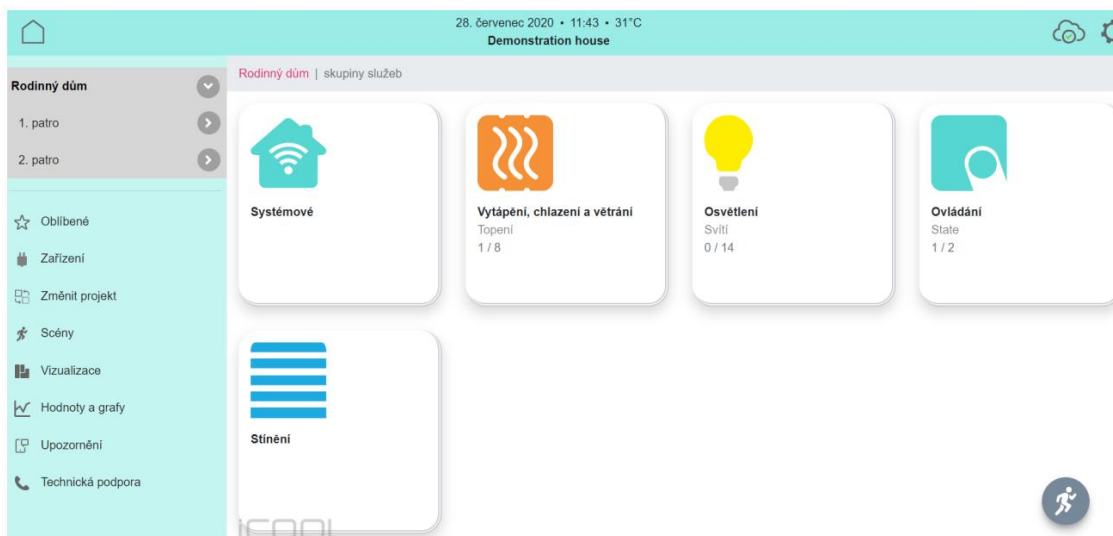 28. červenec 2020 • 11:43 • 31°C
Demonstration house
Rodinný dům
1. patro
2. patro
Oblíbené
Zařízení
Změnit projekt
Scény
Vizualizace
Hodnoty a grafy
Upozornění
Technická podpora
Rodinný dům | skupiny služeb
Systémové
Vytápění, chlazení a větrání
Topení
1 / 8
Osvětlení
Svítí
0 / 14
Ovládání
State
1 / 2
Stínění